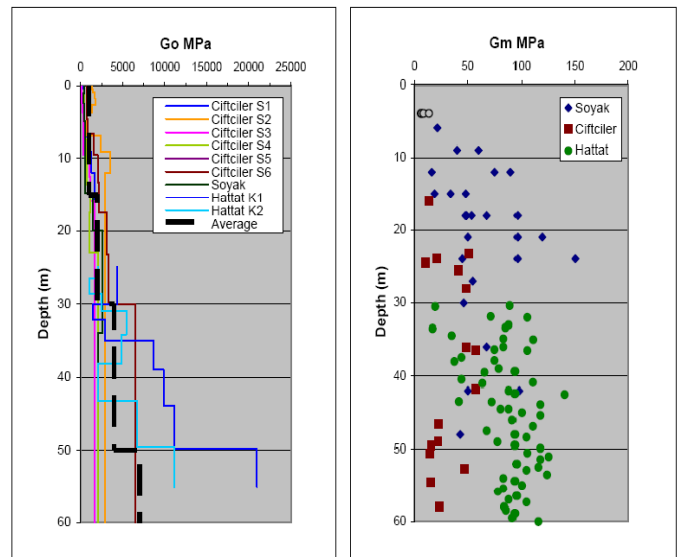 Go MPa
0 5000 10000 15000 20000 25000
0
10
20
30
40
50
60
Depth (m)
Ciftciler S1
Ciftciler S2
Ciftciler S3
Ciftciler S4
Ciftciler S5
Ciftciler S6
Soyak
Hattat K1
Hattat K2
Average
Gm MPa
0 50 100 150 200
0
10
20
30
40
50
60
Depth (m)
Soyak
Ciftciler
Hattat